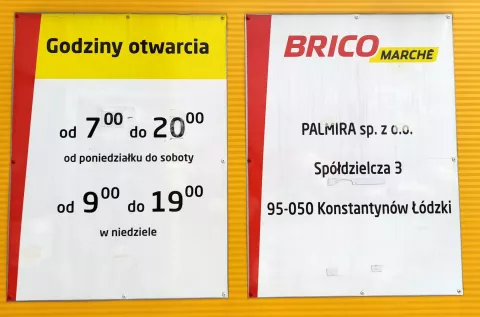 Godziny otwarcia
od 7⁰⁰ do 20⁰⁰
od poniedziałku do soboty
od 9⁰⁰ do 19⁰⁰
w niedziele
BRICO
MARCHÉ
PALMIRA sp. z o.o.
Spółdzielcza 3
95-050 Konstantynów Łódzki